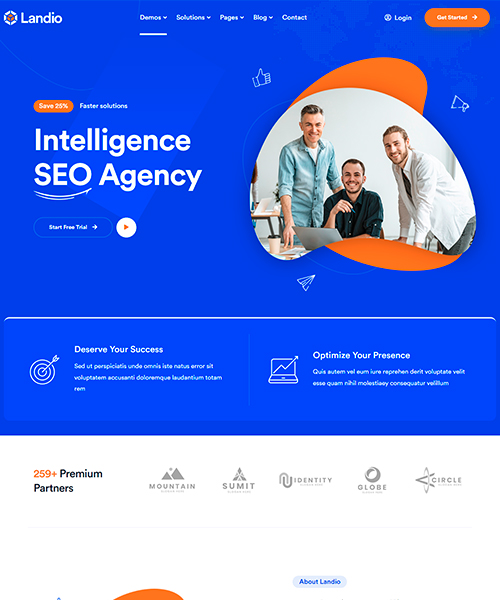 Landio
Demos Solutions Pages Blog Contact
Login
Get Started
Save 25% Faster solutions
Intelligence
SEO Agency
Start Free Trial
Deserve Your Success
Sed ut perspiciatis unde omnis iste natus error sit
voluptatem accusanti doloremque laudantium totam
rem
Optimize Your Presence
Quis autem vel eum iure reprehen derit voluptate velit
esse quam nihil molestiaey consequatur velillum
259+ Premium
Partners
MOUNTAIN
SUMIT
IDENTITY
GLOBE
CIRCLE
About Landio